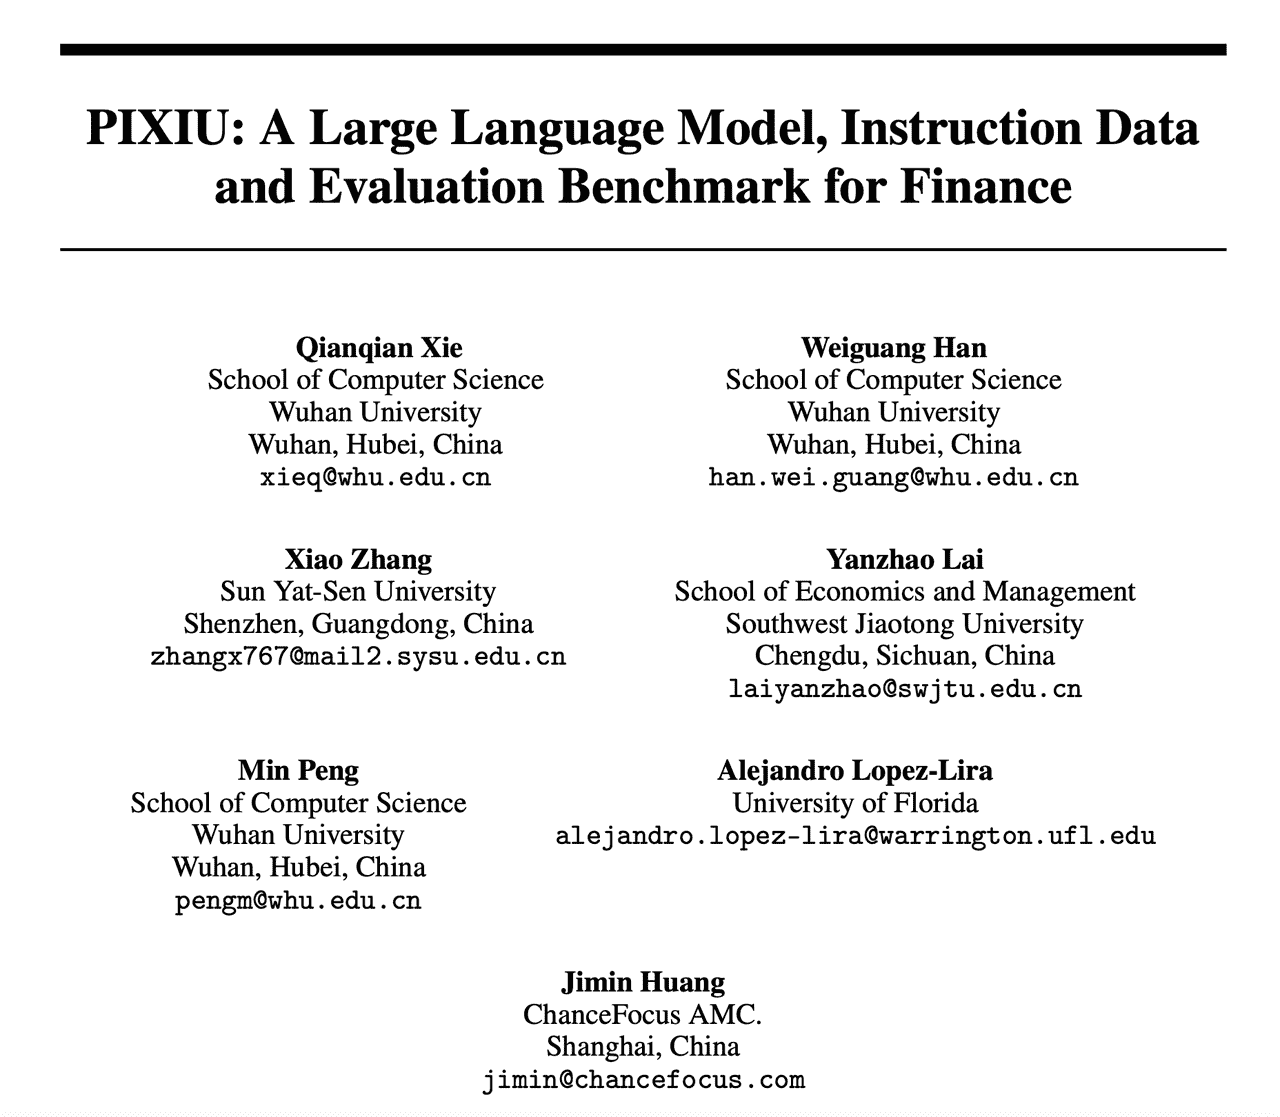 PIXIU: A Large Language Model, Instruction Data
and Evaluation Benchmark for Finance
Qianqian Xie
School of Computer Science
Wuhan University
Wuhan, Hubei, China
xieq@whu.edu.cn
Weiguang Han
School of Computer Science
Wuhan University
Wuhan, Hubei, China
han.wei.guang@whu.edu.cn
Xiao Zhang
Sun Yat-Sen University
Shenzhen, Guangdong, China
zhangx767@mail2.sysu.edu.cn
Yanzhao Lai
School of Economics and Management
Southwest Jiaotong University
Chengdu, Sichuan, China
laiyanzhao@swjtu.edu.cn
Min Peng
School of Computer Science
Wuhan University
Wuhan, Hubei, China
pengm@whu.edu.cn
Alejandro Lopez-Lira
University of Florida
alejandro.lopez-lira@warrington.ufl.edu
Jimin Huang
ChanceFocus AMC.
Shanghai, China
jimin@chancefocus.com